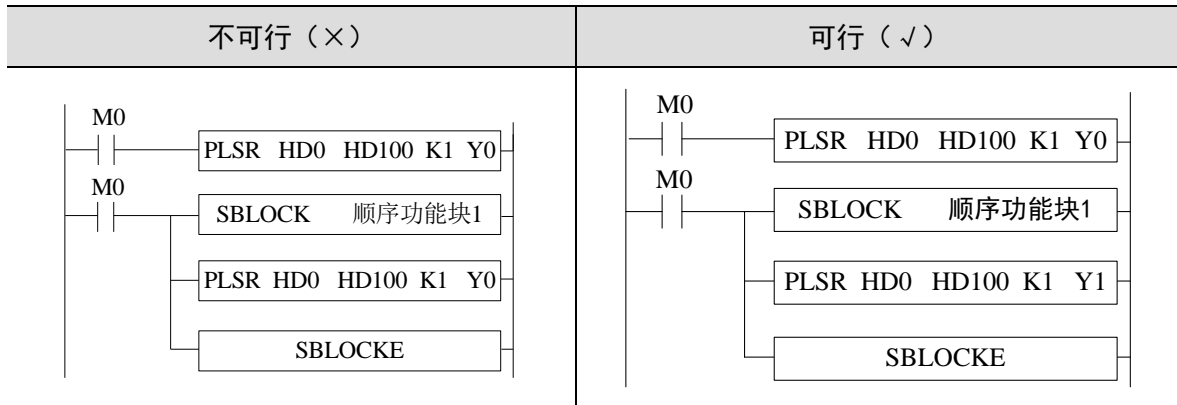 不可行（×）
可行（√）
M0
PLSR HD0 HD100 K1 Y0
M0
SBLOCK 顺序功能块1
PLSR HD0 HD100 K1 Y0
SBLOCKE
M0
PLSR HD0 HD100 K1 Y0
M0
SBLOCK 顺序功能块1
PLSR HD0 HD100 K1 Y1
SBLOCKE